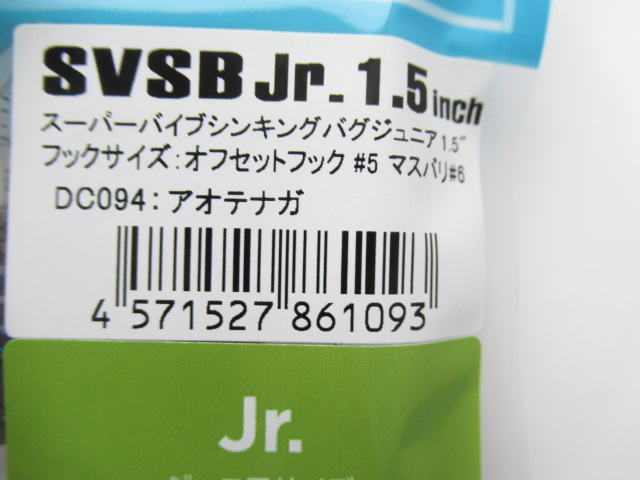 SVSB Jr. 1.5 inch
スーパーバイブシンキングバグジュニア 1.5"
フックサイズ:オフセットフック #5 マスバリ#6
DC094:アオテナガ
4 571527 861093
Jr.